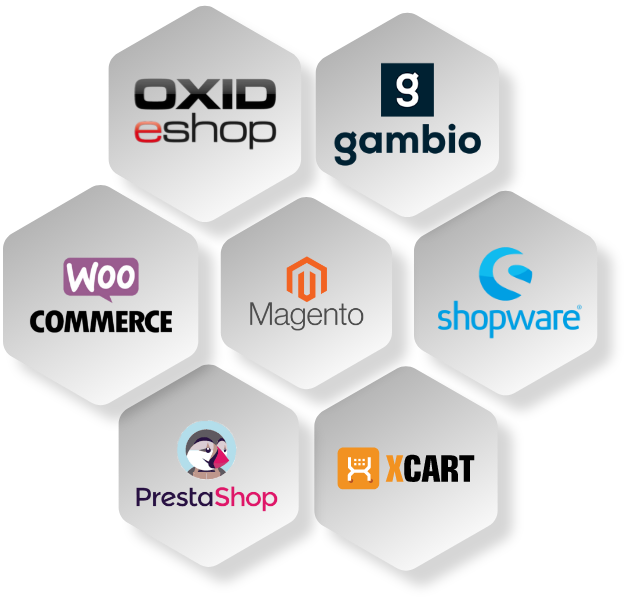 OXID
eshop
g
gambio
WOO
COMMERCE
Magento
shopware®
PrestaShop
XCART